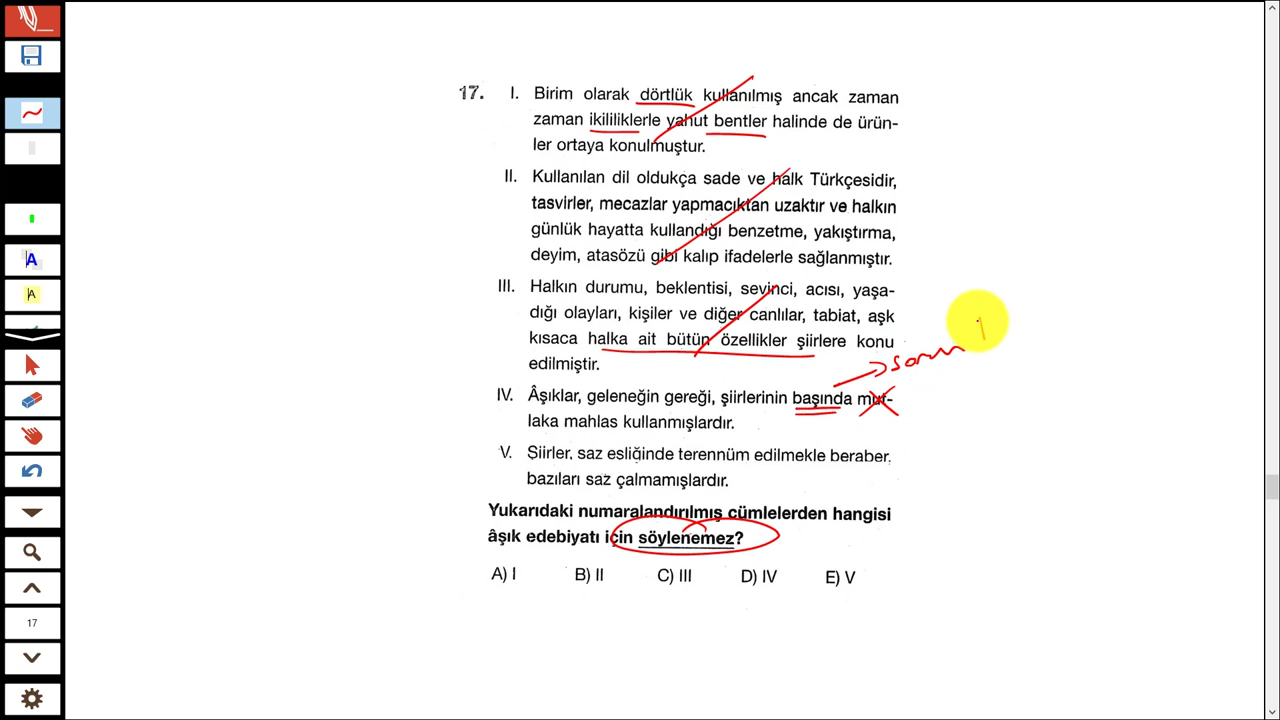 17. I. Birim olarak dörtlük kullanılmış ancak zaman
zaman ikililiklerle yahut bentler halinde de ürün-
ler ortaya konulmuştur.
II. Kullanılan dil oldukça sade ve halk Türkçesidir,
tasvirler, mecazlar yapmacıktan uzaktır ve halkın
günlük hayatta kullandığı benzetme, yakıştırma,
deyim, atasözü gibi kalıp ifadelerle sağlanmıştır.
III. Halkın durumu, beklentisi, sevinci, acısı, yaşa-
dığı olayları, kişiler ve diğer canlılar, tabiat, aşk
kısaca halka ait bütün özellikler şiirlere konu
edilmiştir.
IV. Âşıklar, geleneğin gereği, şiirlerinin başında mut-
laka mahlas kullanmışlardır.
V. Şiirler, saz esliğinde terennüm edilmekle beraber,
bazıları saz çalmamışlardır.
Yukarıdaki numaralandırılmış cümlelerden hangisi
âşık edebiyatı için söylenemez?
A) I B) II C) III D) IV E) V
A
A
17